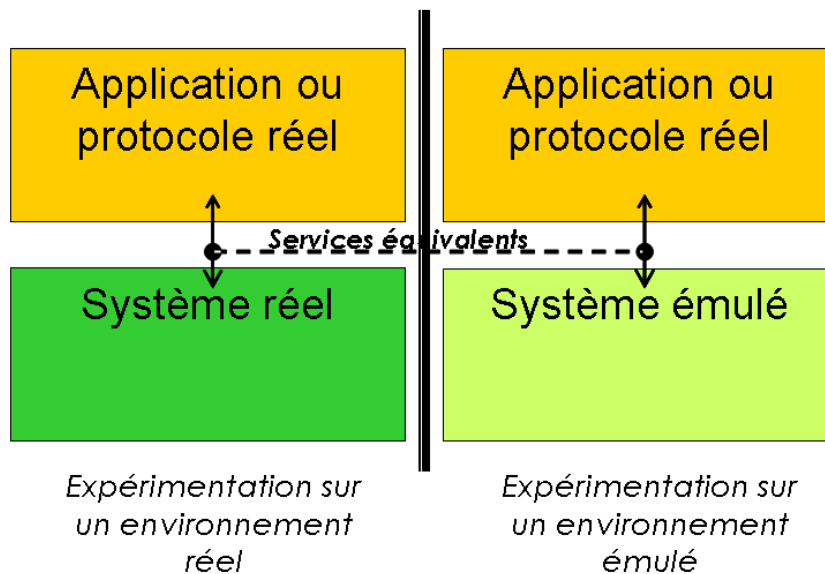 Application ou
protocole réel
Application ou
protocole réel
Services équivalents
Système réel
Système émulé
Expérimentation sur
un environnement
réel
Expérimentation sur
un environnement
émulé